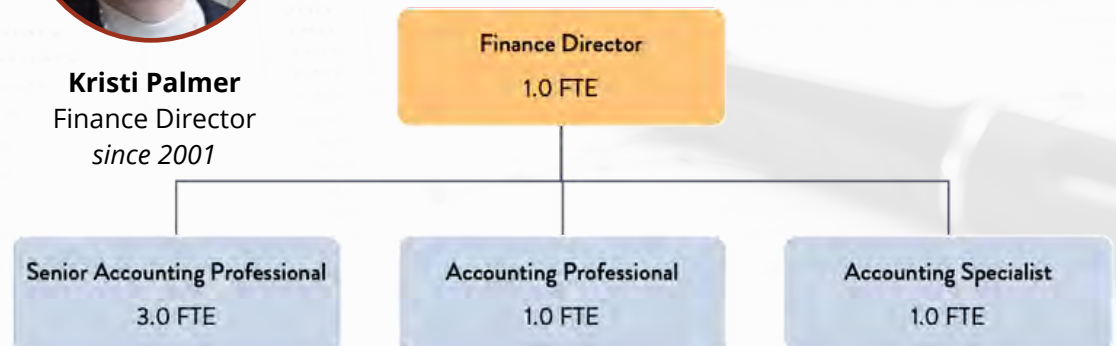 Kristi Palmer
Finance Director
since 2001
Finance Director
1.0 FTE
Senior Accounting Professional
3.0 FTE
Accounting Professional
1.0 FTE
Accounting Specialist
1.0 FTE